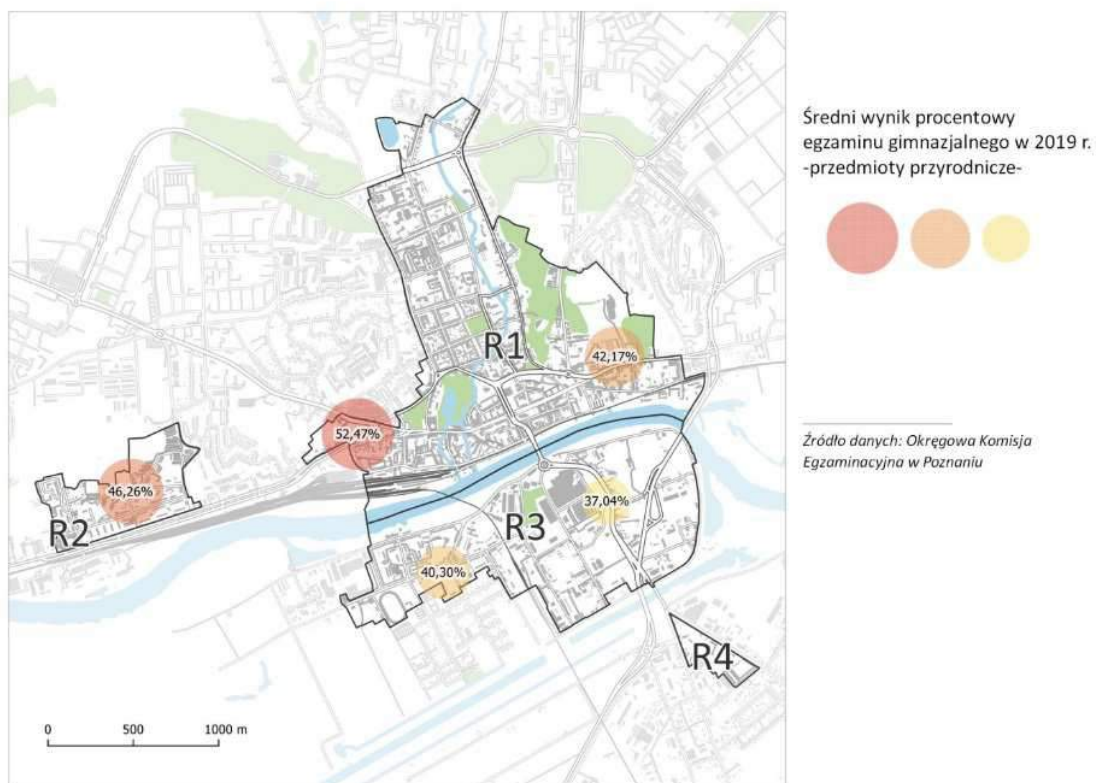 Średni wynik procentowy
egzaminu gimnazjalnego w 2019 r.
-przedmioty przyrodnicze-
R1
42,17%
52,47%
46,26%
R2
37,04%
R3
40,30%
R4
0 500 1000 m
Źródło danych: Okręgowa Komisja
Egzaminacyjna w Poznaniu